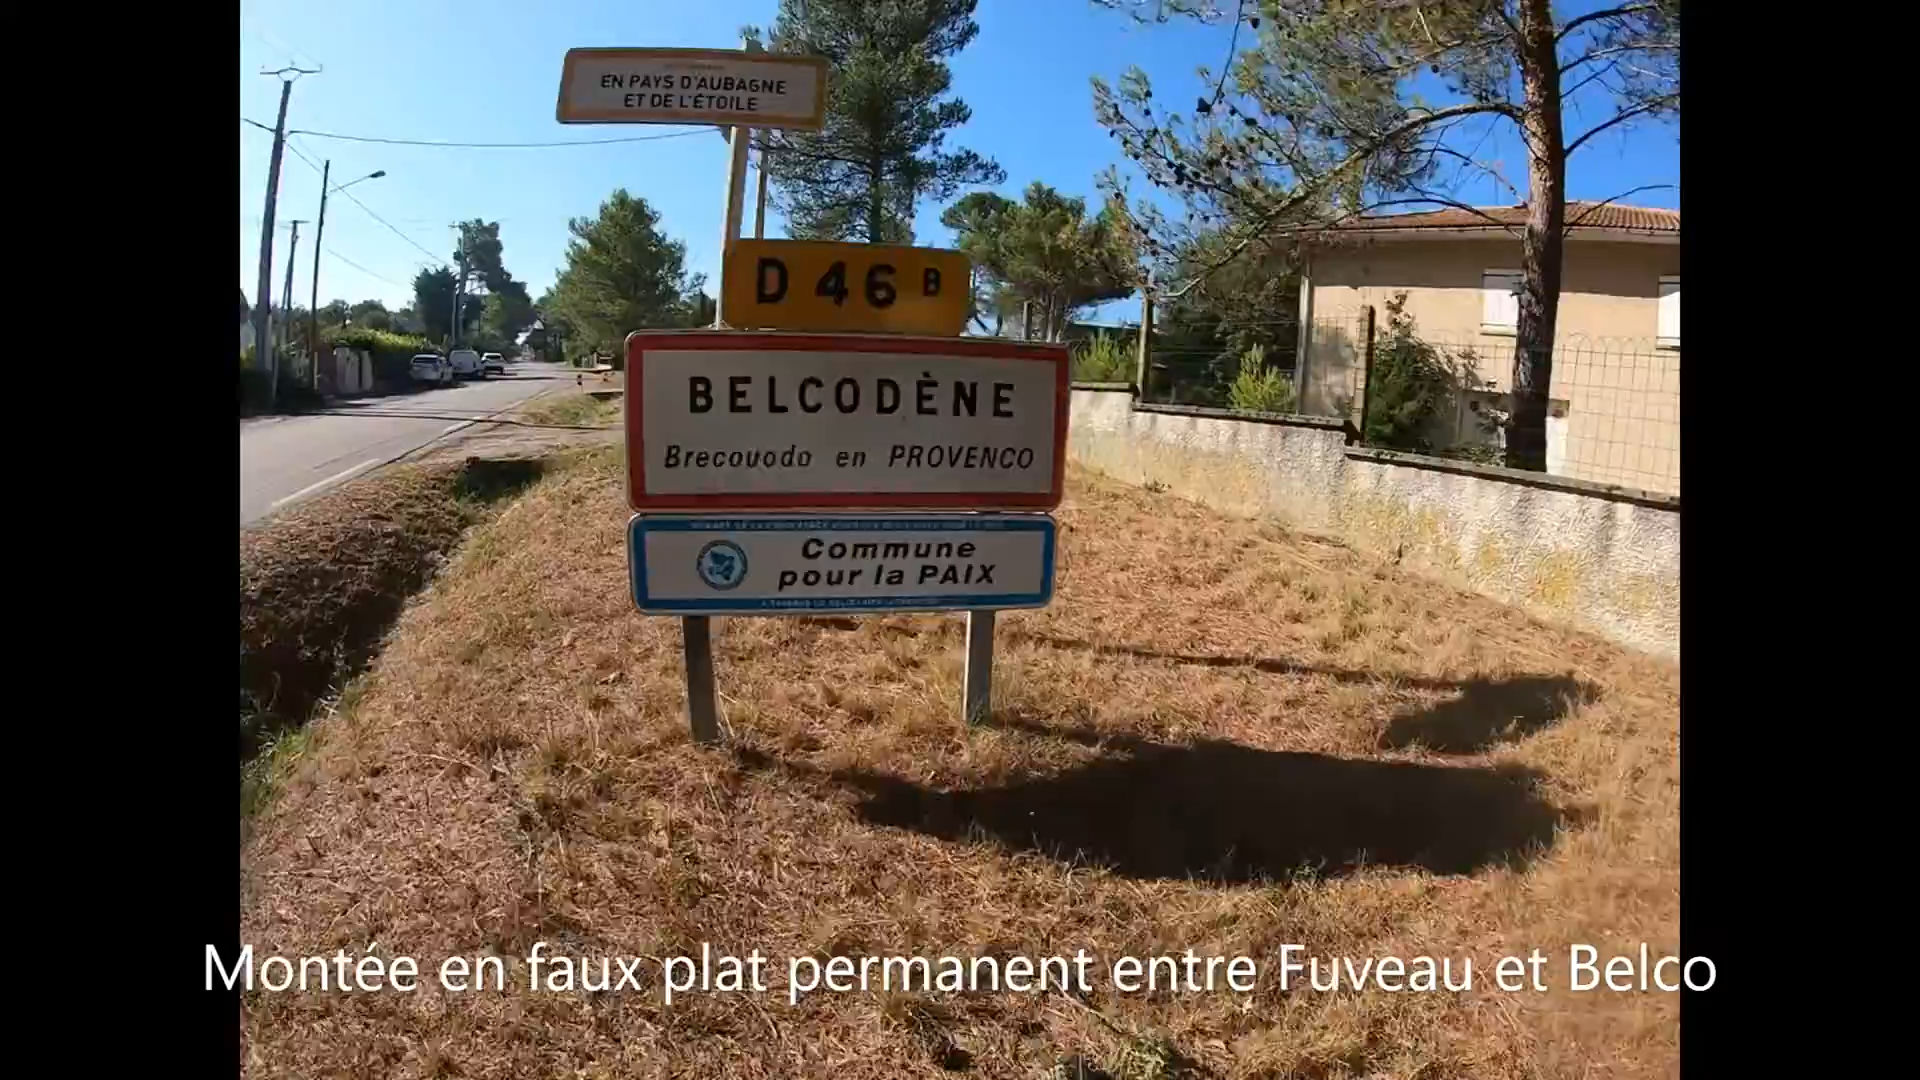 EN PAYS D'AUBAGNE
ET DE L'ÉTOILE
D 46 B
BELCODÈNE
Brecouodo en PROVENCO
Commune
pour la PAIX
Montée en faux plat permanent entre Fuveau et Belco